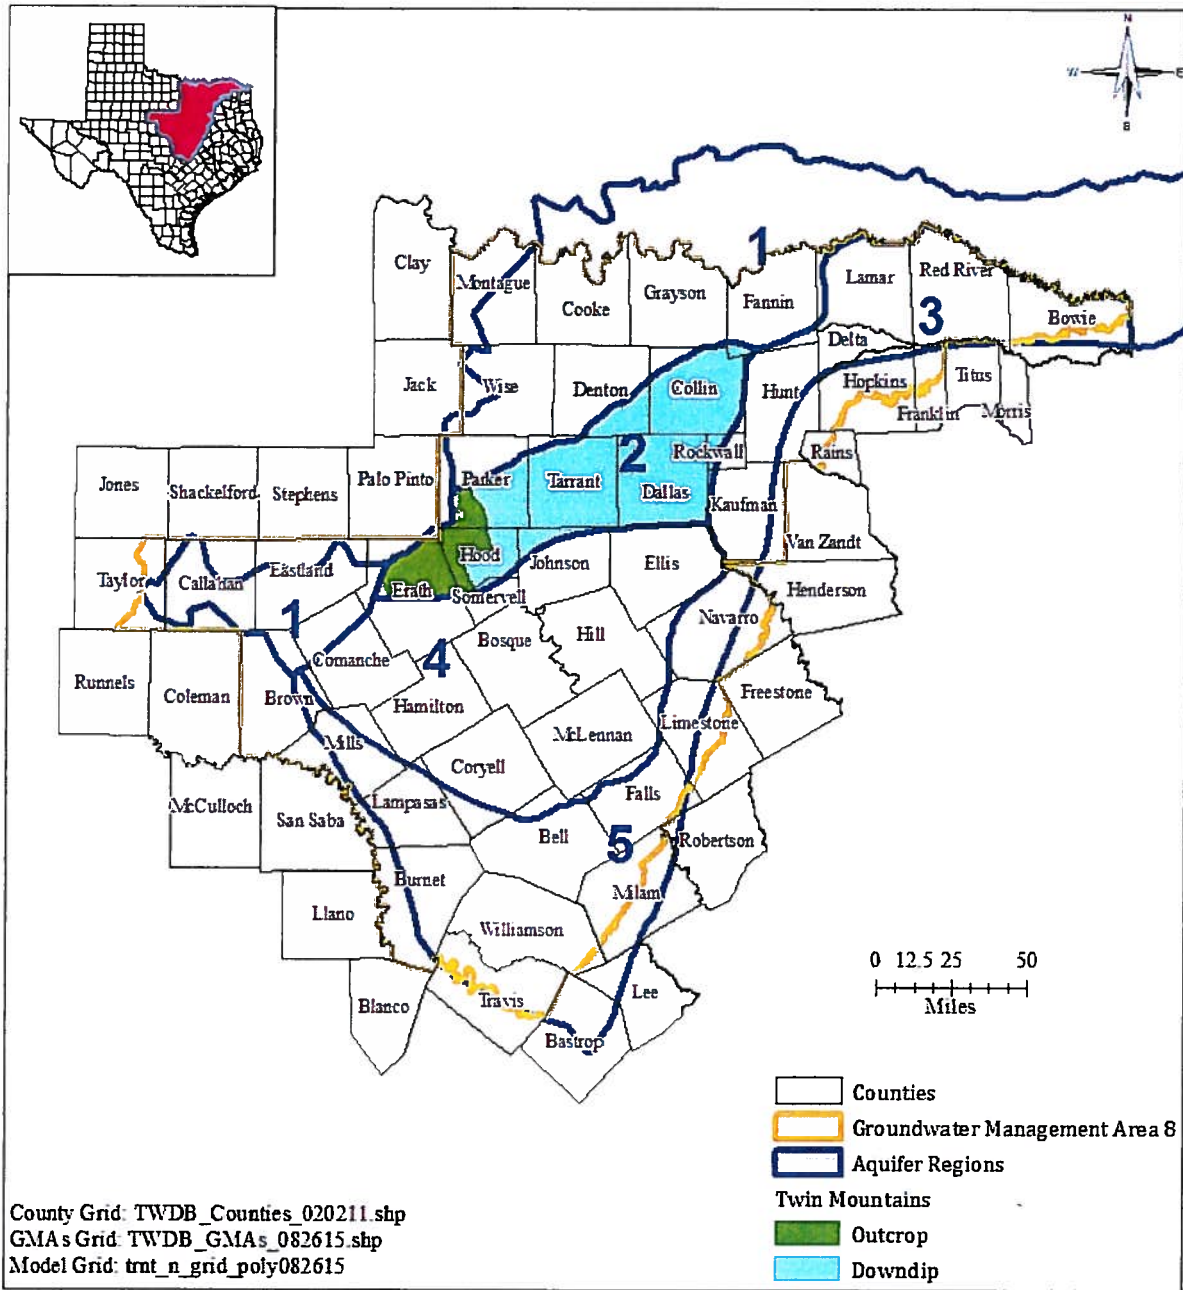 N
W
E
S
1
Clay
Montague
Cooke
Grayson
Fannin
Lamar
Red River
Bowie
3
Delta
Jack
Wise
Denton
Collin
Hunt
Hopkins
Titus
Franklin
Morris
2
Rockwall
Rains
Jones
Shackelford
Stephens
Palo Pinto
Parker
Tarrant
Dallas
Kaufman
Van Zandt
Taylor
Callahan
Eastland
Hood
Johnson
Ellis
Erath
Somervell
Henderson
1
Navarro
Bosque
Hill
Comanche
4
Runnels
Coleman
Brown
Hamilton
Freestone
Mills
McLennan
Limestone
Coryell
McCulloch
San Saba
Lampasas
Falls
Bell
5
Robertson
Burnet
Milam
Llano
Williamson
0 12.5 25 50
Miles
Blanco
Travis
Lee
Bastrop
Counties
Groundwater Management Area 8
Aquifer Regions
Twin Mountains
Outcrop
Downdip
County Grid: TWDB_Counties_020211.shp
GMAs Grid: TWDB_GMAs_082615.shp
Model Grid: trnt_n_grid_poly082615